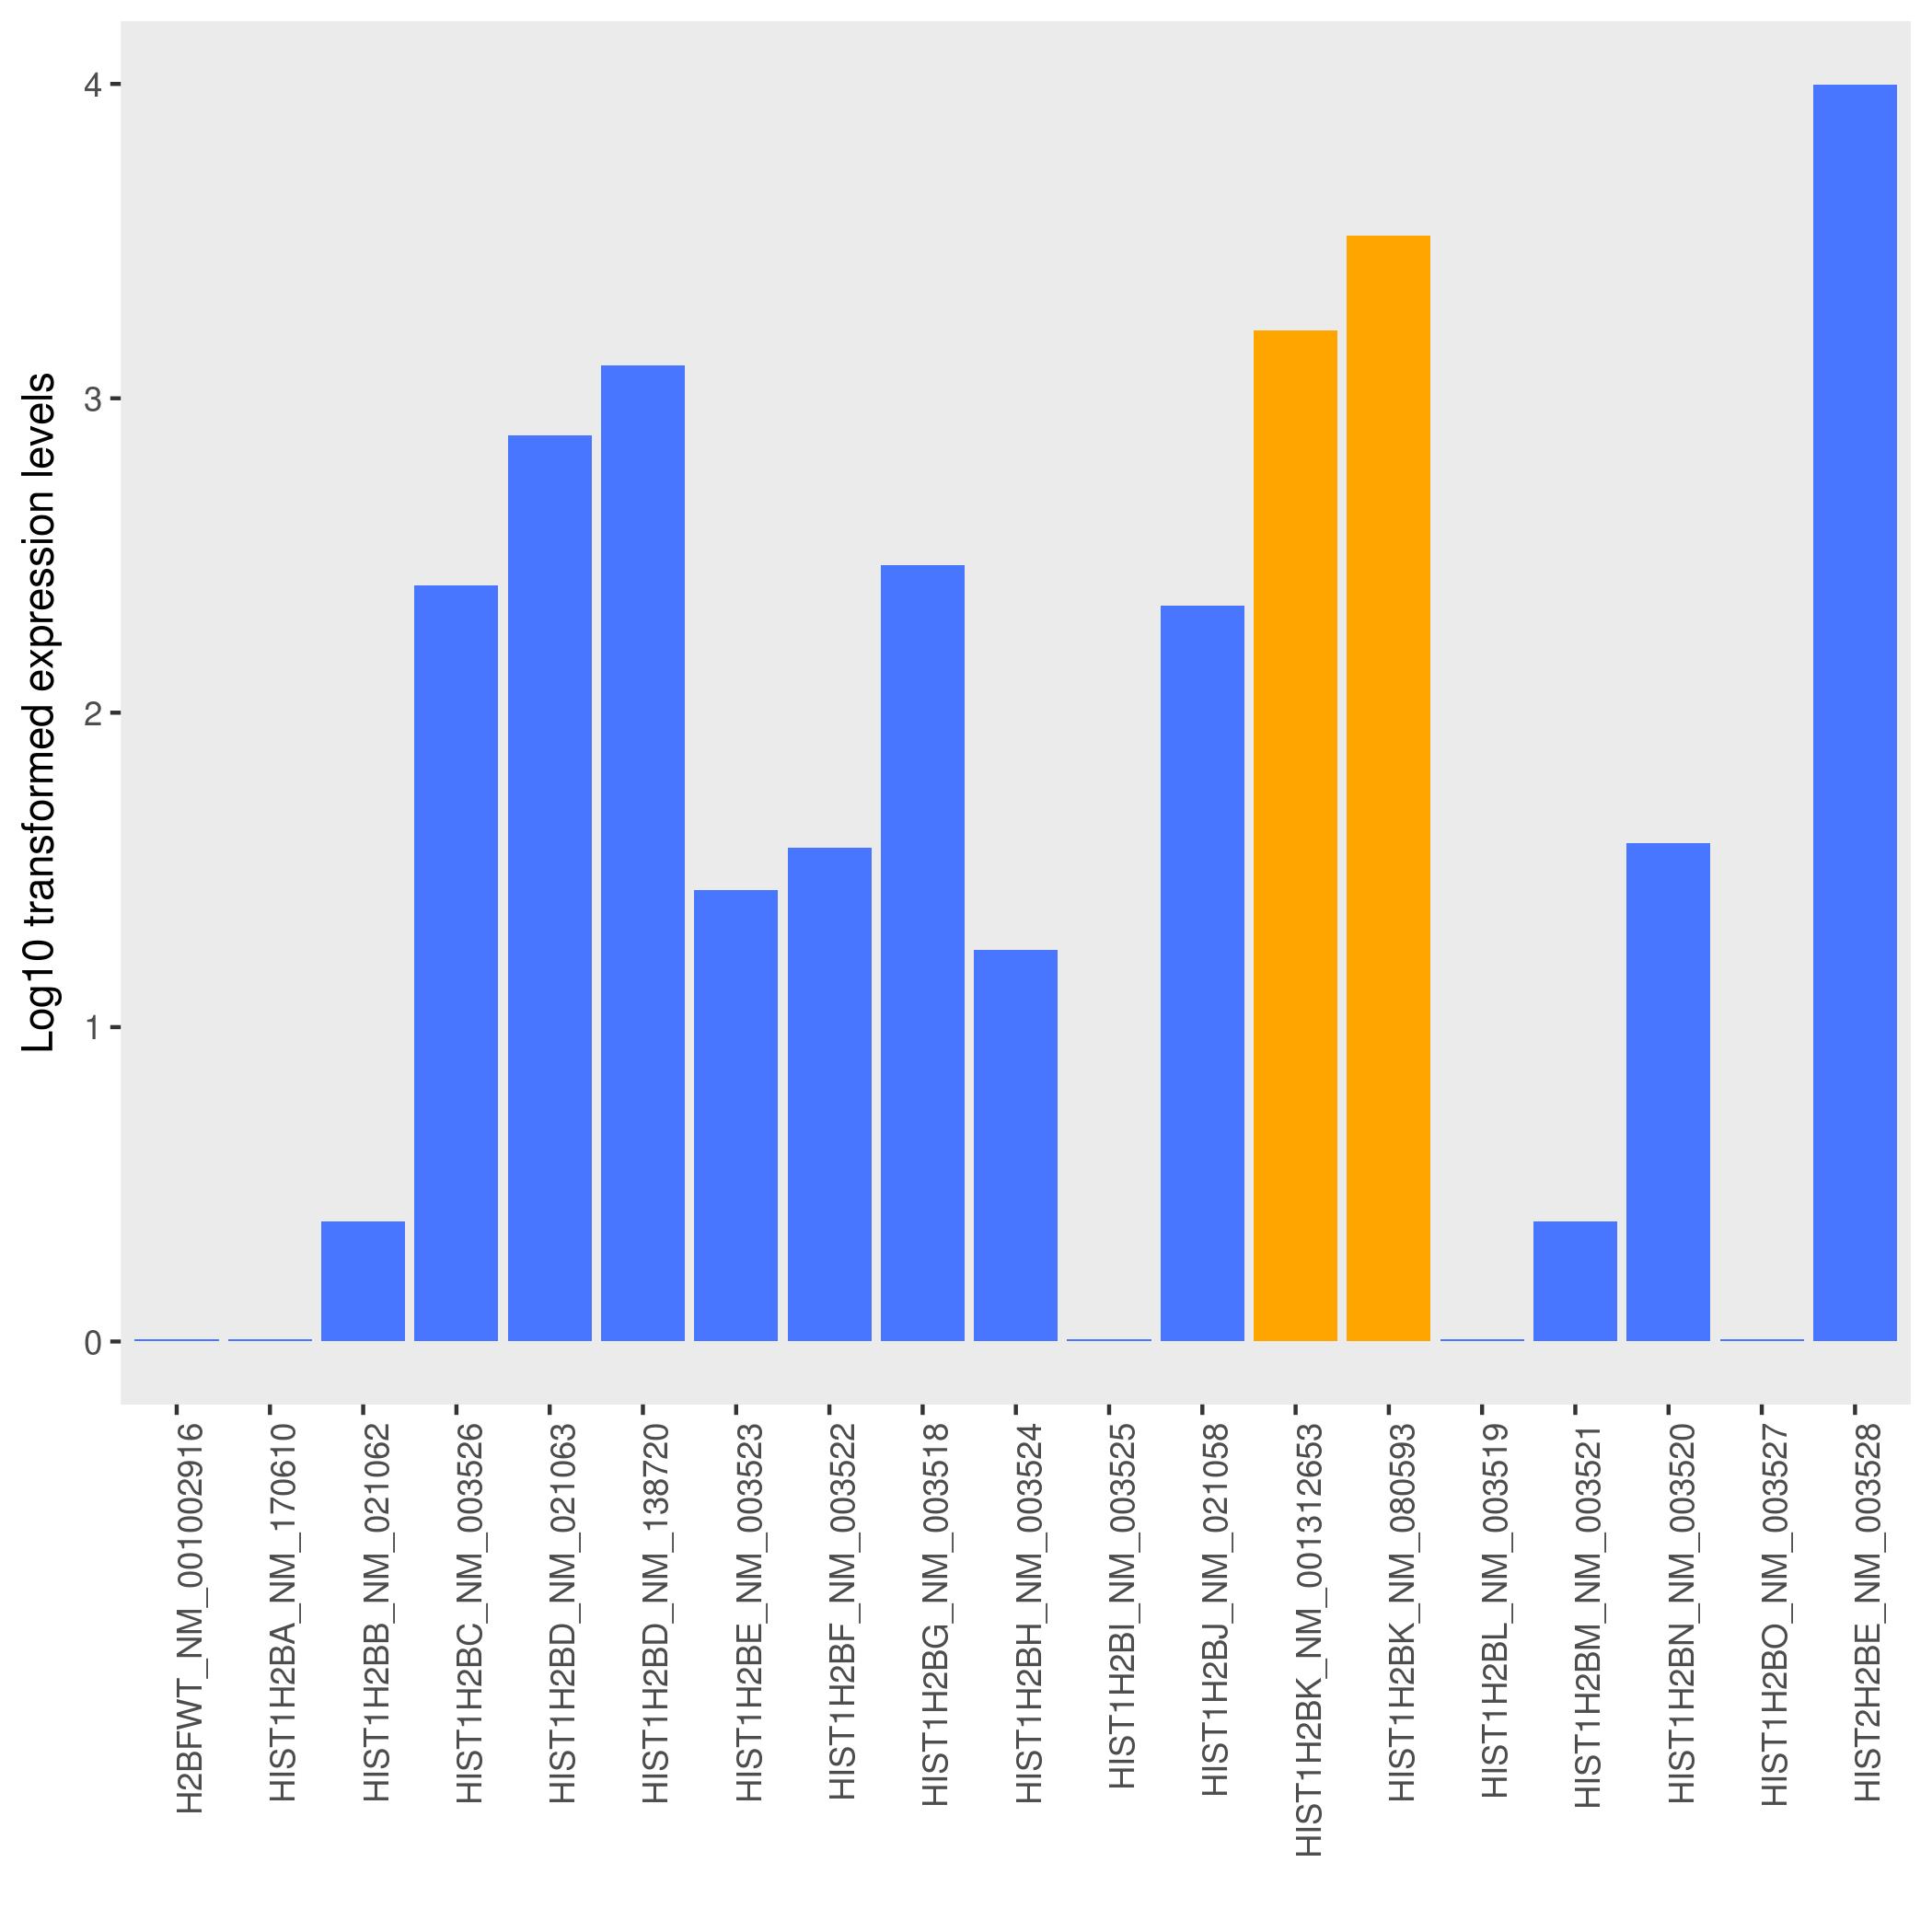 Log10 transformed expression levels
4
3
2
1
0
H2BFWT_NM_001002916
HIST1H2BA_NM_170610
HIST1H2BB_NM_021062
HIST1H2BC_NM_003526
HIST1H2BD_NM_021063
HIST1H2BD_NM_138720
HIST1H2BE_NM_003523
HIST1H2BF_NM_003522
HIST1H2BG_NM_003518
HIST1H2BH_NM_003524
HIST1H2BI_NM_003525
HIST1H2BJ_NM_021058
HIST1H2BK_NM_001312653
HIST1H2BK_NM_080593
HIST1H2BL_NM_003519
HIST1H2BM_NM_003521
HIST1H2BN_NM_003520
HIST1H2BO_NM_003527
HIST2H2BE_NM_003528